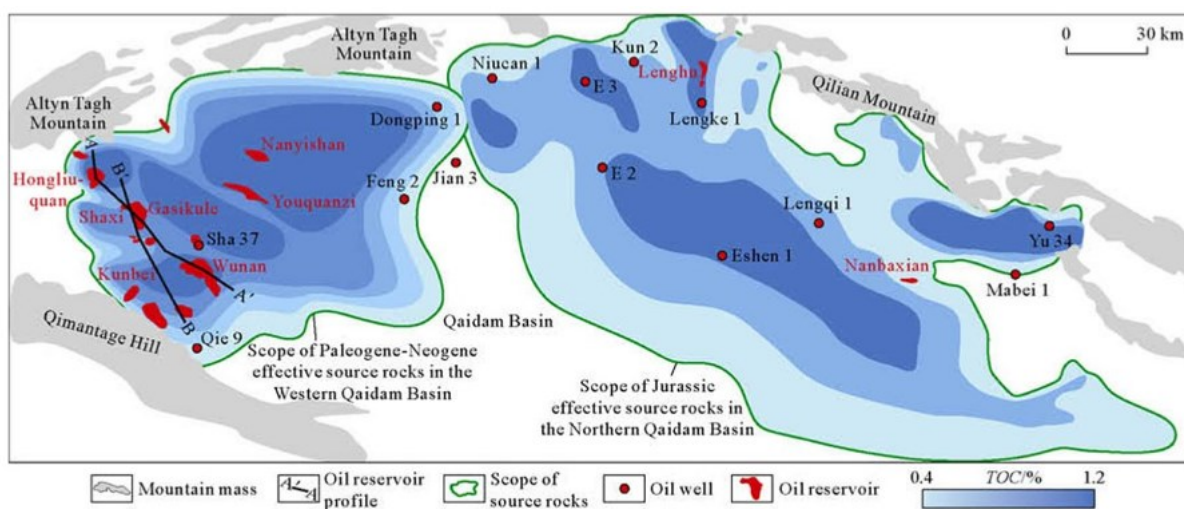 Altyn Tagh
Mountain
0 30 km
Kun 2
Niucan 1
Lenghu
E 3
Qilian Mountain
Altyn Tagh
Mountain
Dongping 1
Lengke 1
A
B'
Nanyishan
Hongliu-
quan
Jian 3
Feng 2
E 2
Youquanzi
Shaxi
Gasikule
Lengqi 1
Sha 37
Yu 34
Eshen 1
Wunan
Kunbei
Nanbaxian
Mabei 1
A'
B
Qimantage Hill
Qie 9
Qaidam Basin
Scope of Paleogene-Neogene
effective source rocks in the
Western Qaidam Basin
Scope of Jurassic
effective source rocks in
the Northern Qaidam Basin
0.4 TOC/% 1.2
Mountain mass
A' A
Oil reservoir
profile
Scope of
source rocks
Oil well
Oil reservoir